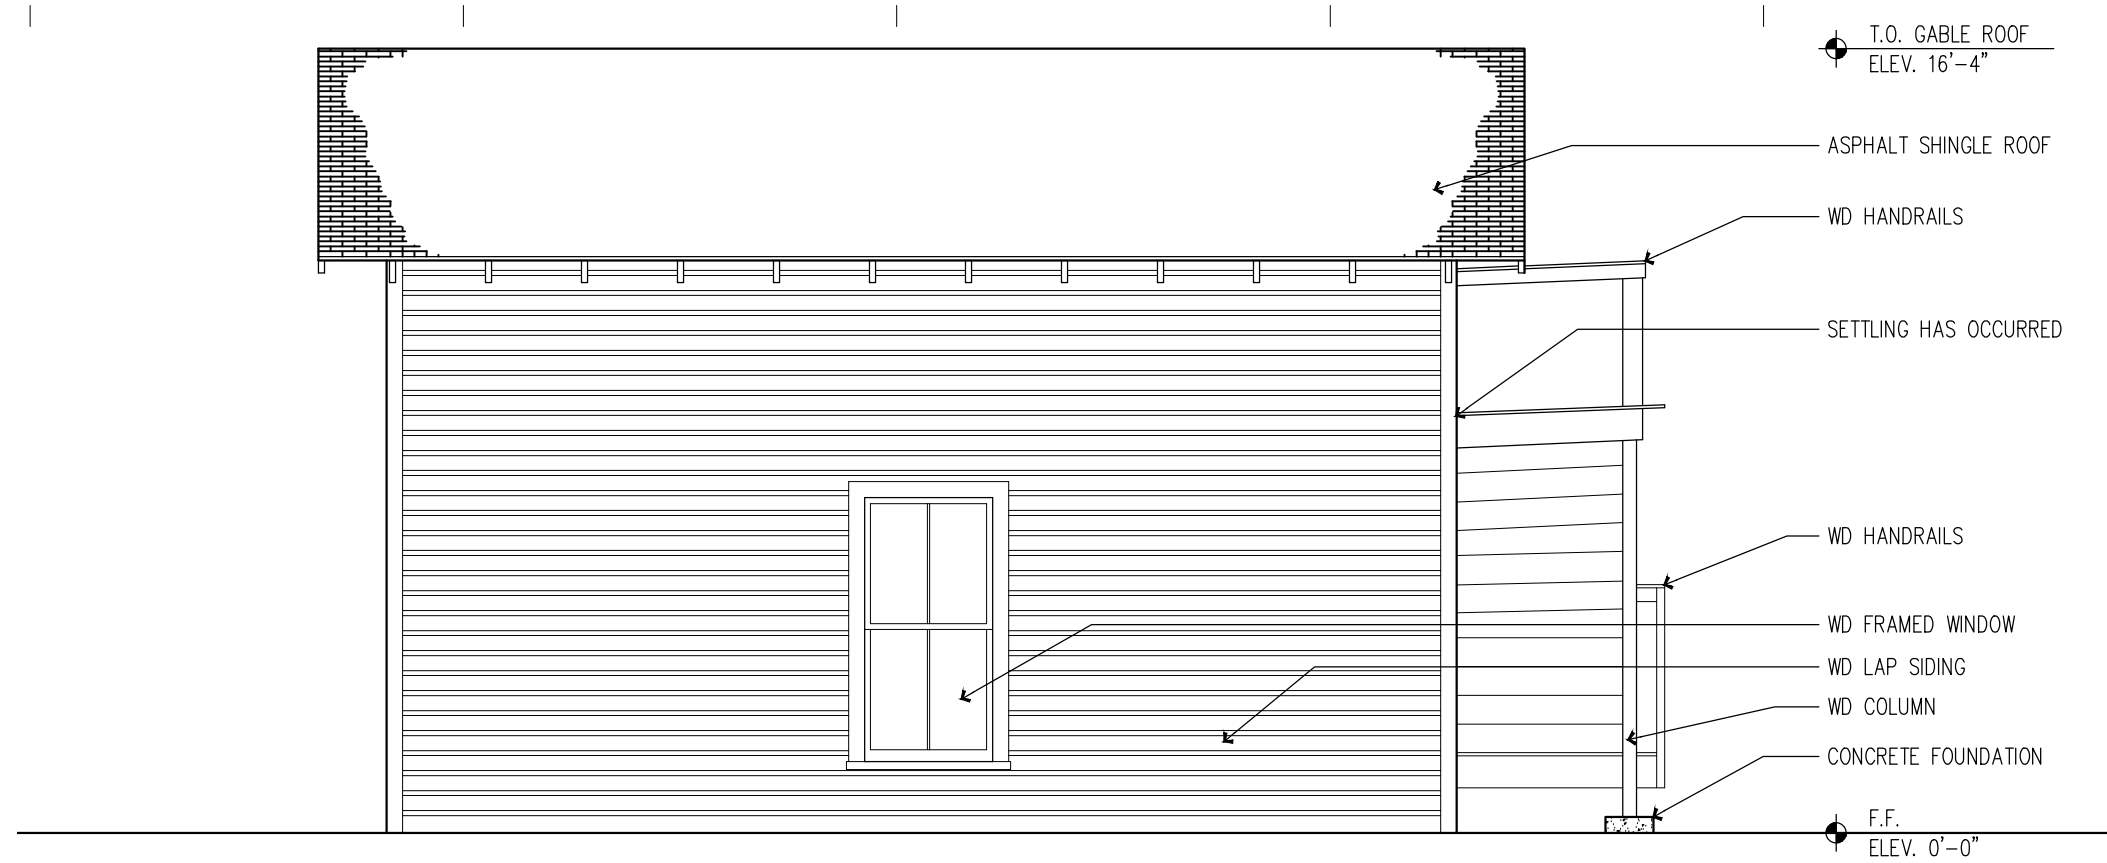 T.O. GABLE ROOF
ELEV. 16'-4"
ASPHALT SHINGLE ROOF
WD HANDRAILS
SETTLING HAS OCCURRED
WD HANDRAILS
WD FRAMED WINDOW
WD LAP SIDING
WD COLUMN
CONCRETE FOUNDATION
F.F.
ELEV. 0'-0"